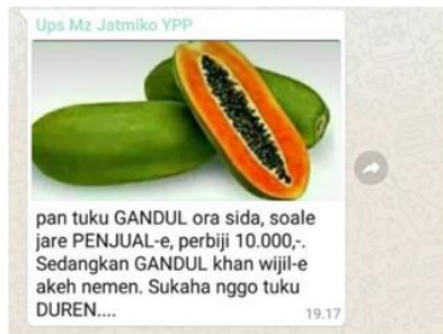 Ups Mz Jatmiko YPP
pan tuku GANDUL ora sida, soale
jare PENJUAL-e, perbiji 10.000,-.
Sedangkan GANDUL khan wijil-e
akeh nemen. Sukaha nggo tuku
DUREN....
19.17